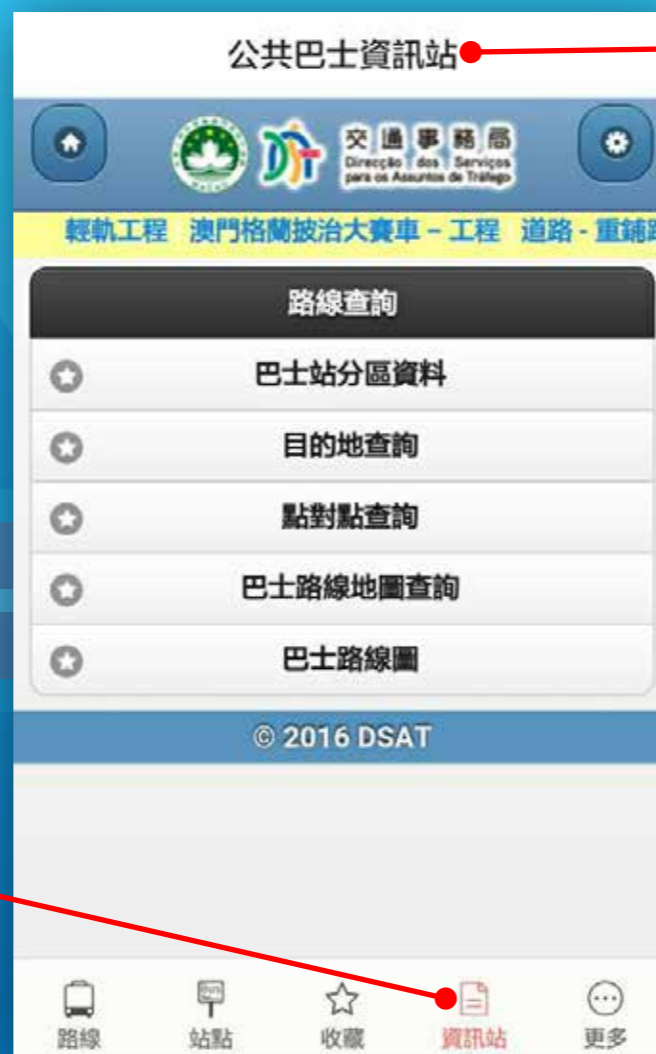 公共巴士資訊站
交通事務局
Direcção dos Serviços
para os Assuntos de Tráfego
輕軌工程 澳門格蘭披治大賽車 – 工程 道路 - 重鋪
路線查詢
巴士站分區資料
目的地查詢
點對點查詢
巴士路線地圖查詢
巴士路線圖
© 2016 DSAT
路線 站點 收藏 資訊站 更多